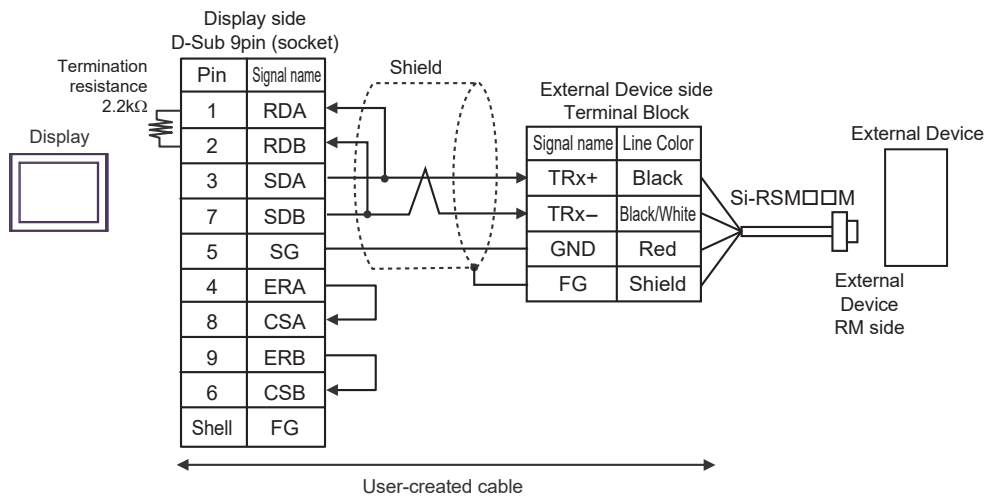 Display side
D-Sub 9pin (socket)
Termination
resistance
2.2kΩ
Display
Pin Signal name
1 RDA
2 RDB
3 SDA
7 SDB
5 SG
4 ERA
8 CSA
9 ERB
6 CSB
Shell FG
Shield
External Device side
Terminal Block
Signal name Line Color
TRx+ Black
TRx– Black/White
GND Red
FG Shield
Si-RSM□□M
External Device
External
Device
RM side
User-created cable